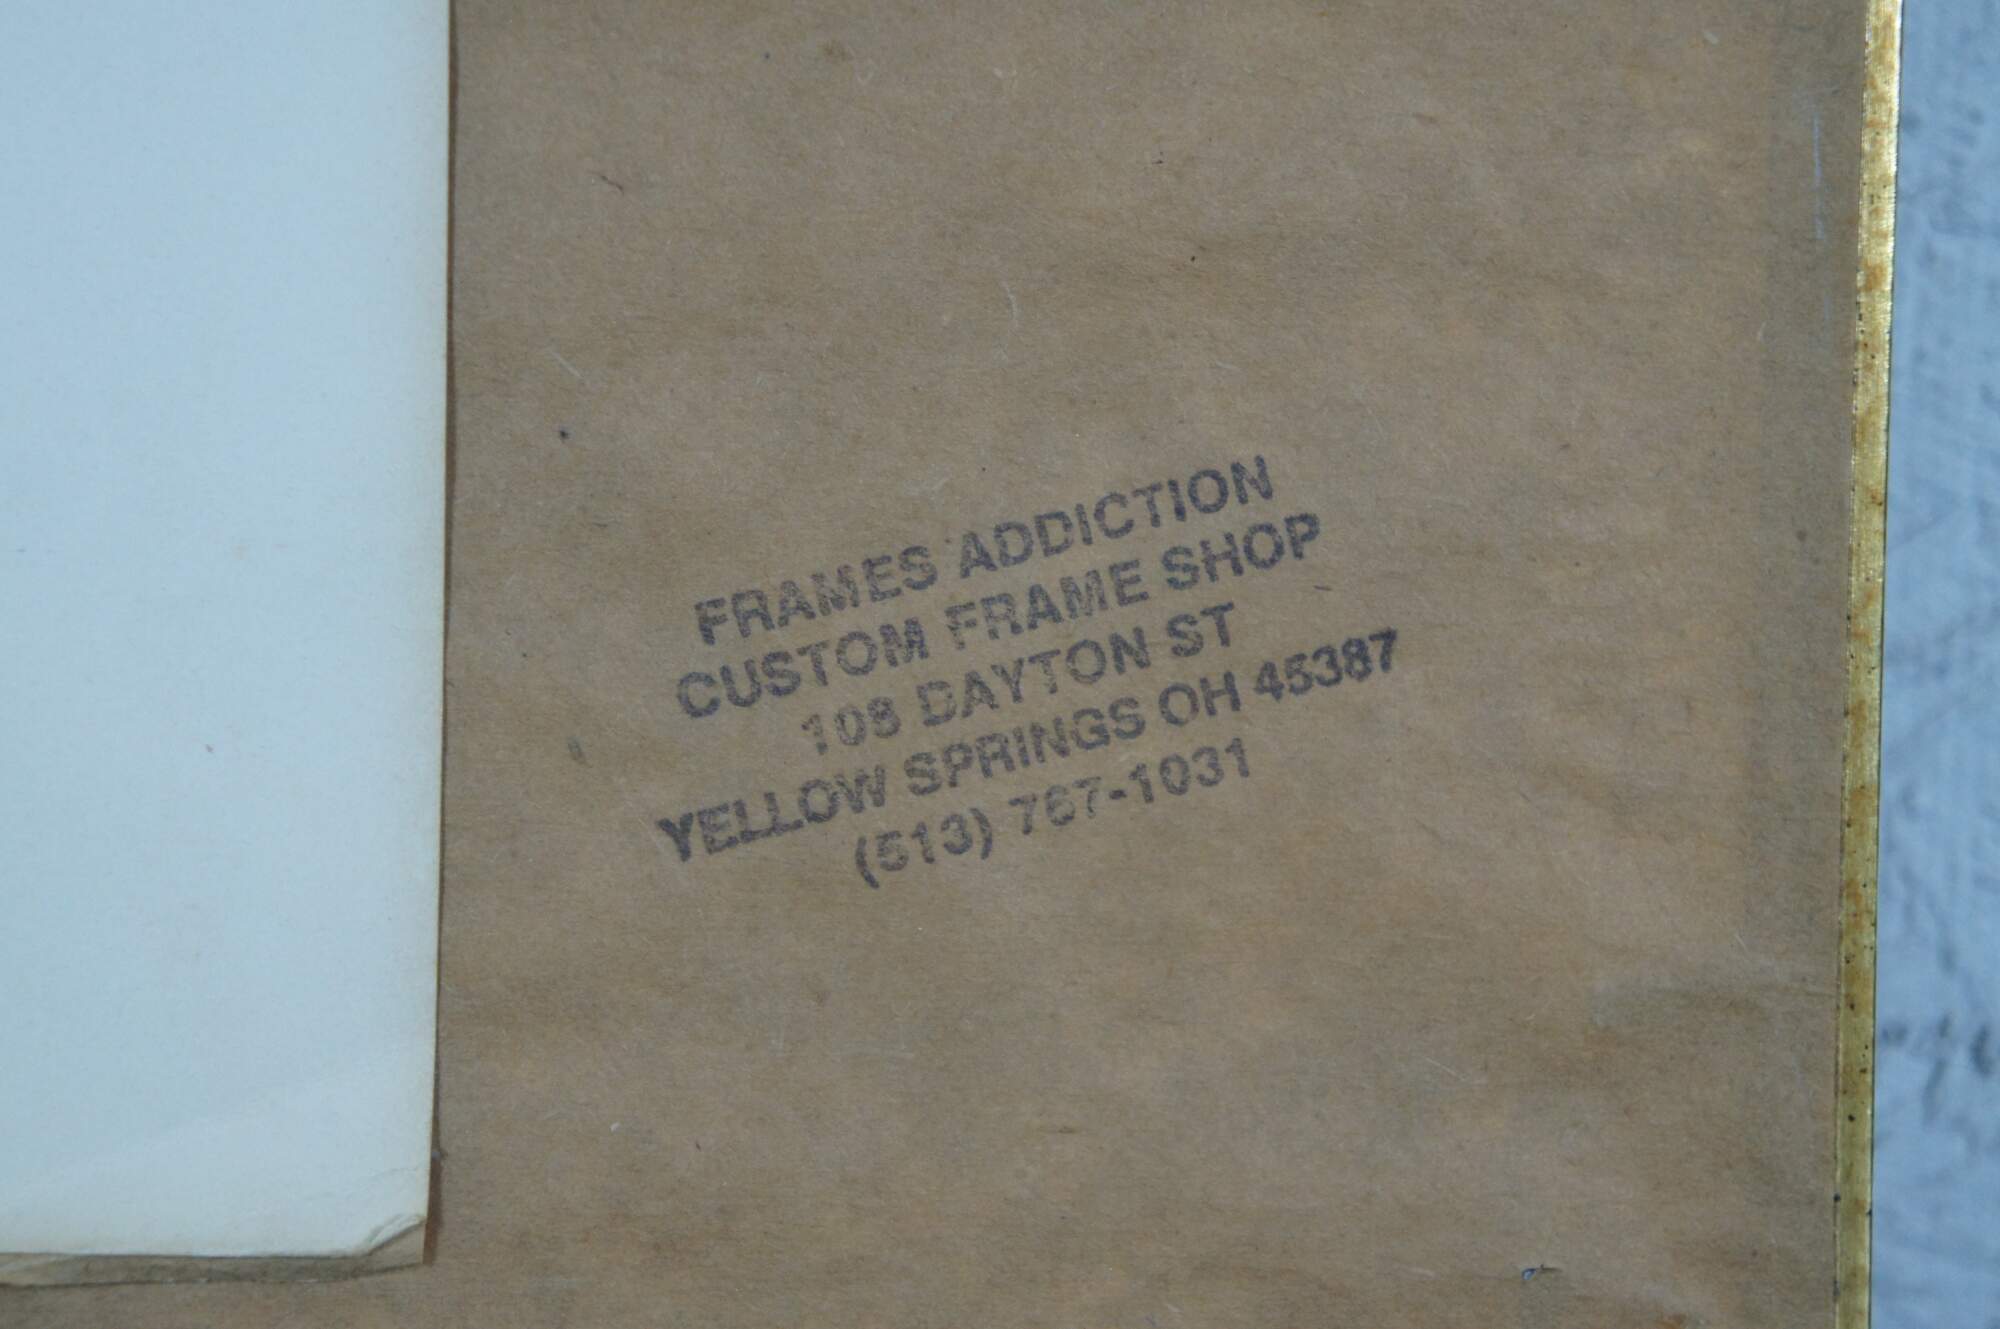 FRAMES ADDICTION
CUSTOM FRAME SHOP
108 DAYTON ST
YELLOW SPRINGS OH 45387
(513) 767-1031